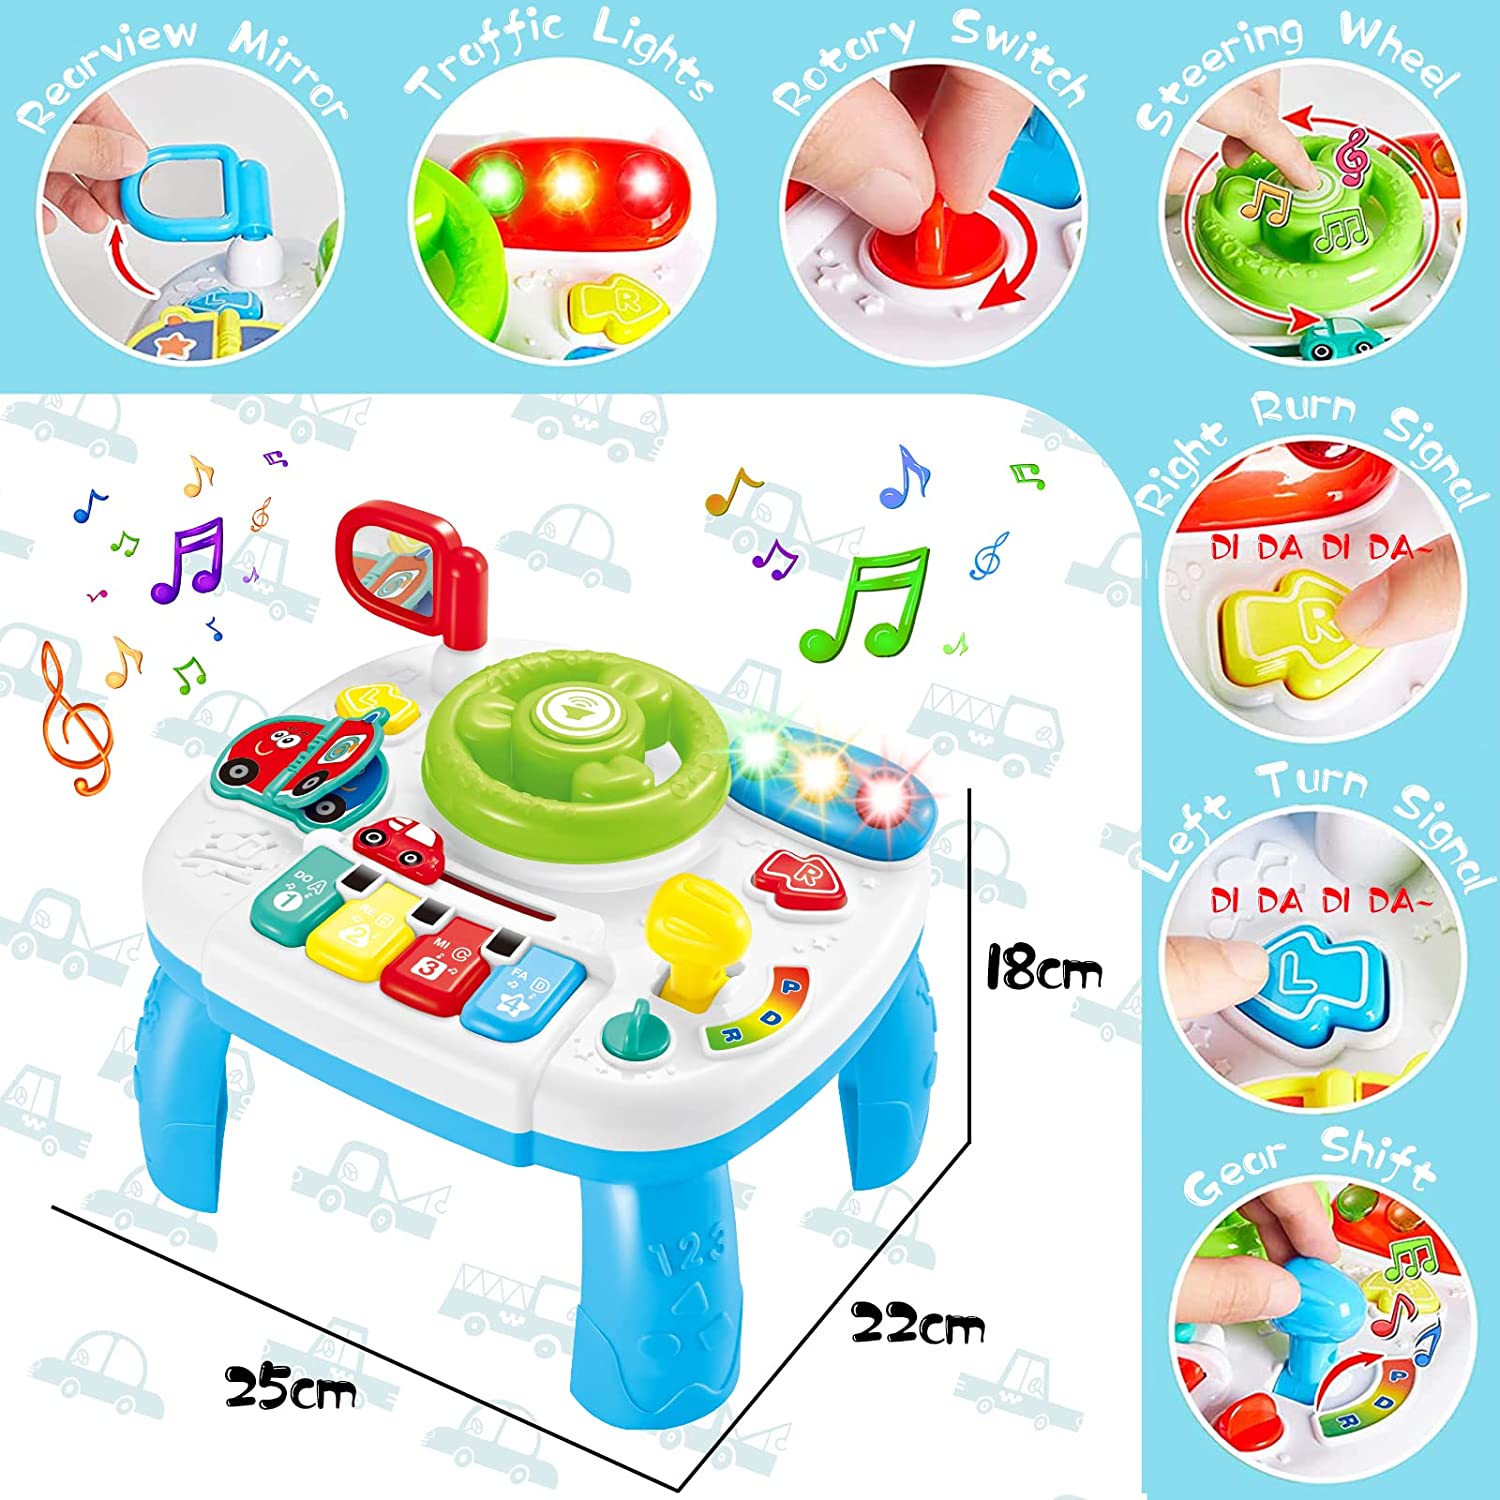 Rearview Mirror
Traffic Lights
Rotary Switch
Steering Wheel
R
L
Right Rurn Signal
DI DA DI DA~
R
Left Turn Signal
DI DA DI DA~
L
Gear Shift
P
D
R
L
R
DO A
1
RE B
2
MI C
3
FA D
4
P
D
R
123
18cm
22cm
25cm